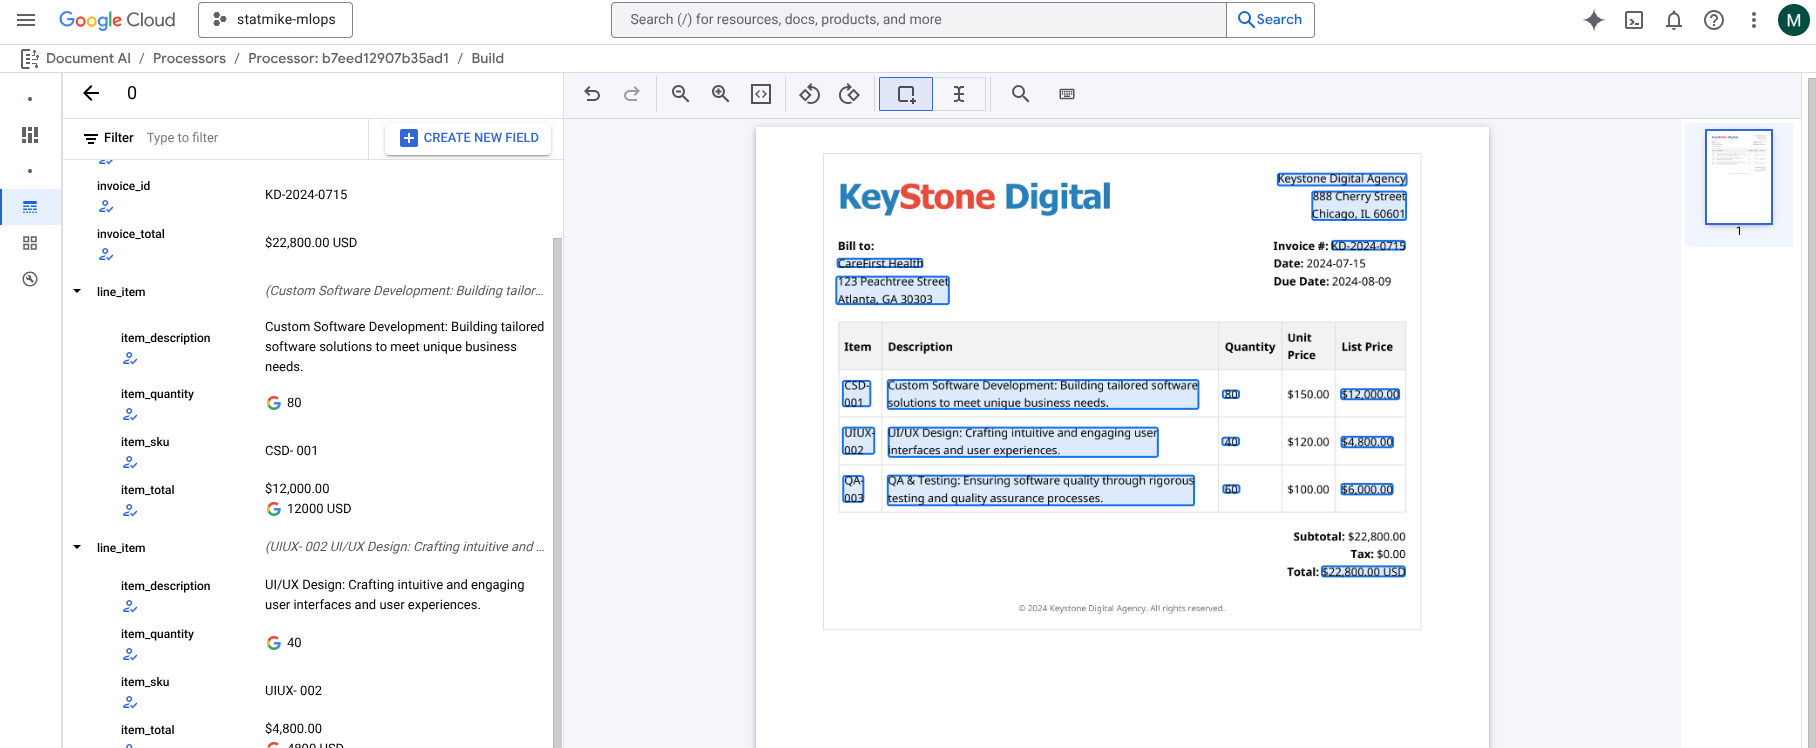 Google Cloud
statmike-mlops
Search (/) for resources, docs, products, and more
Search
M
Document AI / Processors / Processor: b7eed12907b35ad1 / Build
0
Filter Type to filter
CREATE NEW FIELD
invoice_id
KD-2024-0715
invoice_total
$22,800.00 USD
line_item
(Custom Software Development: Building tailor...
item_description
Custom Software Development: Building tailored
software solutions to meet unique business
needs.
item_quantity
80
item_sku
CSD- 001
item_total
$12,000.00
12000 USD
line_item
(UIUX- 002 UI/UX Design: Crafting intuitive and ...
item_description
UI/UX Design: Crafting intuitive and engaging
user interfaces and user experiences.
item_quantity
40
item_sku
UIUX- 002
item_total
$4,800.00
4800 USD
KeyStone Digital
Keystone Digital Agency
888 Cherry Street
Chicago, IL 60601
Bill to:
CareFirst Health
123 Peachtree Street
Atlanta, GA 30303
Invoice #: KD-2024-0715
Date: 2024-07-15
Due Date: 2024-08-09
Item Description Quantity Unit Price List Price
CSD-001 Custom Software Development: Building tailored software
solutions to meet unique business needs. 80 $150.00 $12,000.00
UIUX-002 UI/UX Design: Crafting intuitive and engaging user
interfaces and user experiences. 40 $120.00 $4,800.00
QA-003 QA & Testing: Ensuring software quality through rigorous
testing and quality assurance processes. 60 $100.00 $6,000.00
Subtotal: $22,800.00
Tax: $0.00
Total: $22,800.00 USD
© 2024 Keystone Digital Agency. All rights reserved.
1